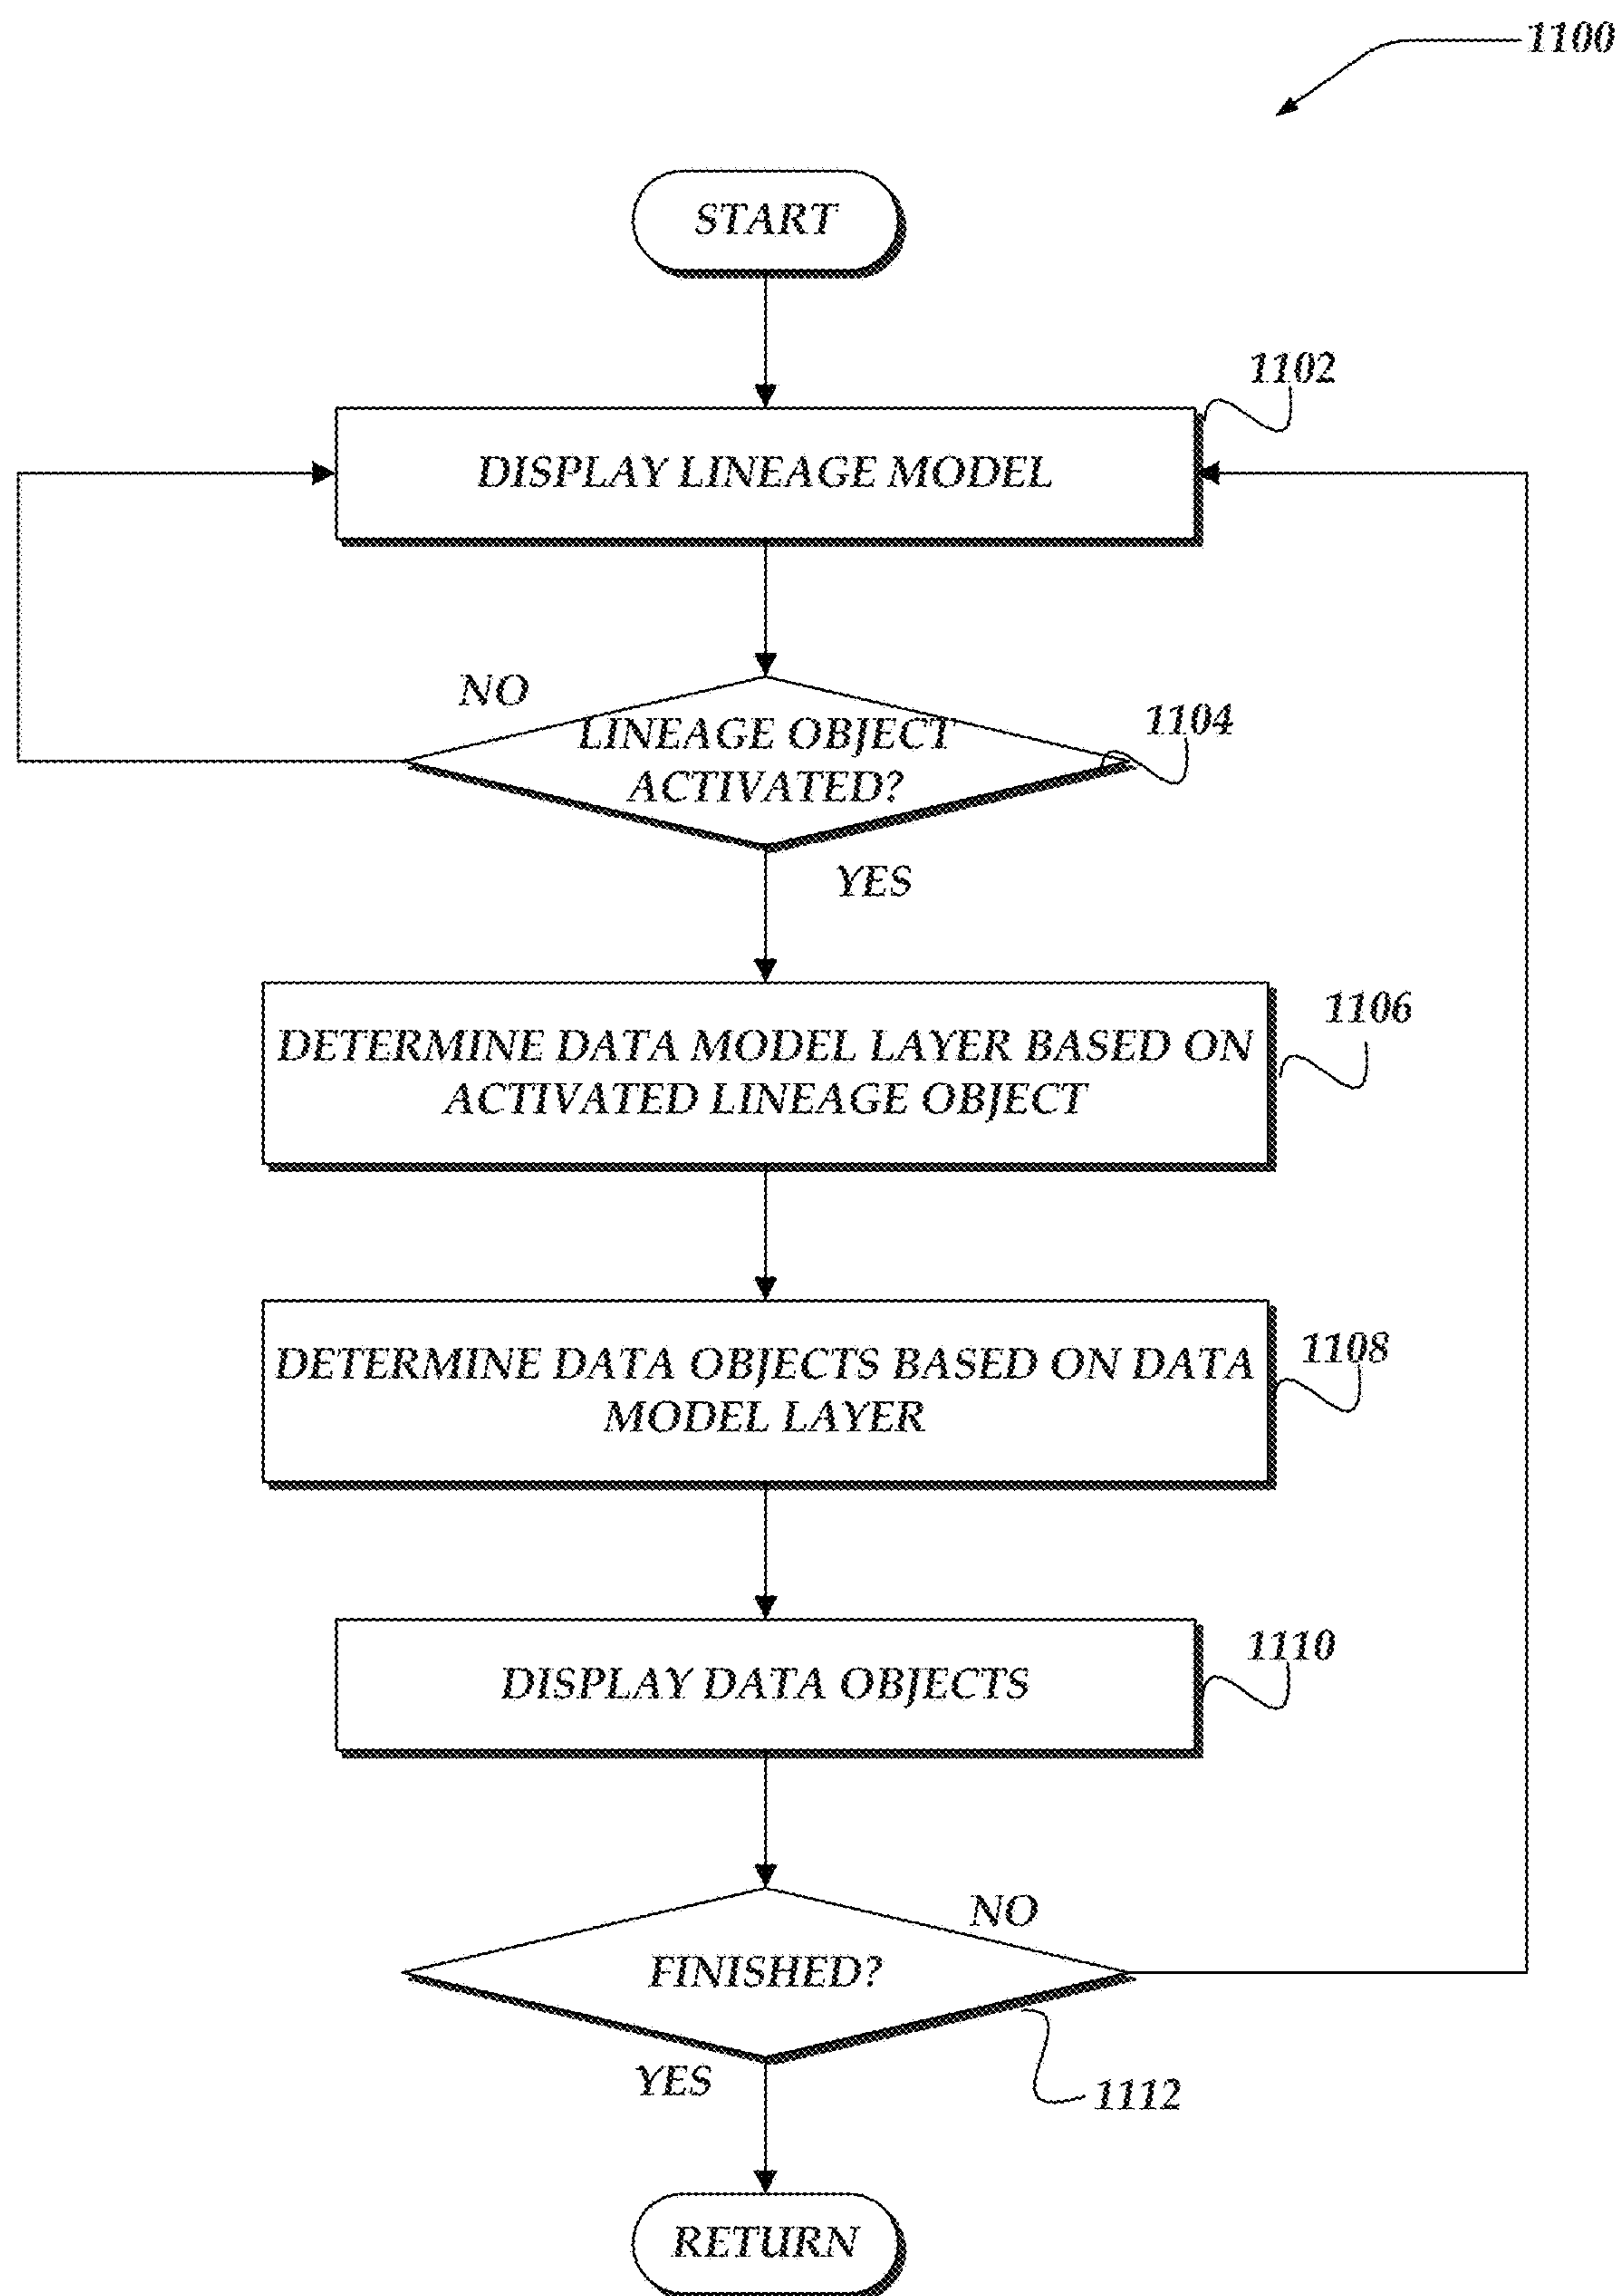 1100
START
1102
DISPLAY LINEAGE MODEL
NO
1104
LINEAGE OBJECT
ACTIVATED?
YES
1106
DETERMINE DATA MODEL LAYER BASED ON
ACTIVATED LINEAGE OBJECT
1108
DETERMINE DATA OBJECTS BASED ON DATA
MODEL LAYER
1110
DISPLAY DATA OBJECTS
NO
FINISHED?
YES
1112
RETURN